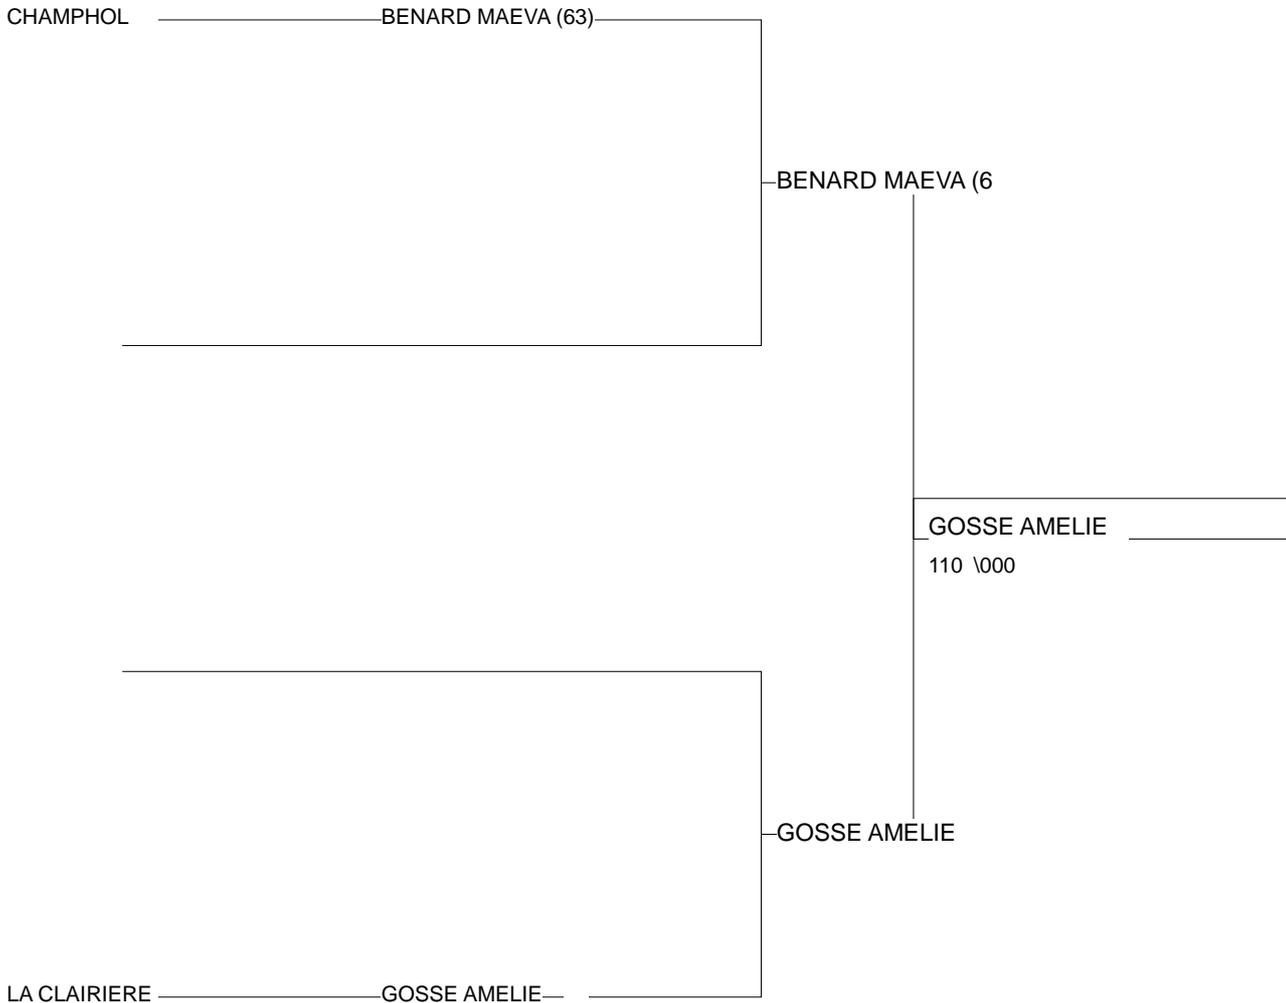 CHAMPHOL BENARD MAEVA (63)
BENARD MAEVA (6
GOSSE AMELIE
110 \000
GOSSE AMELIE
LA CLAIRIERE GOSSE AMELIE